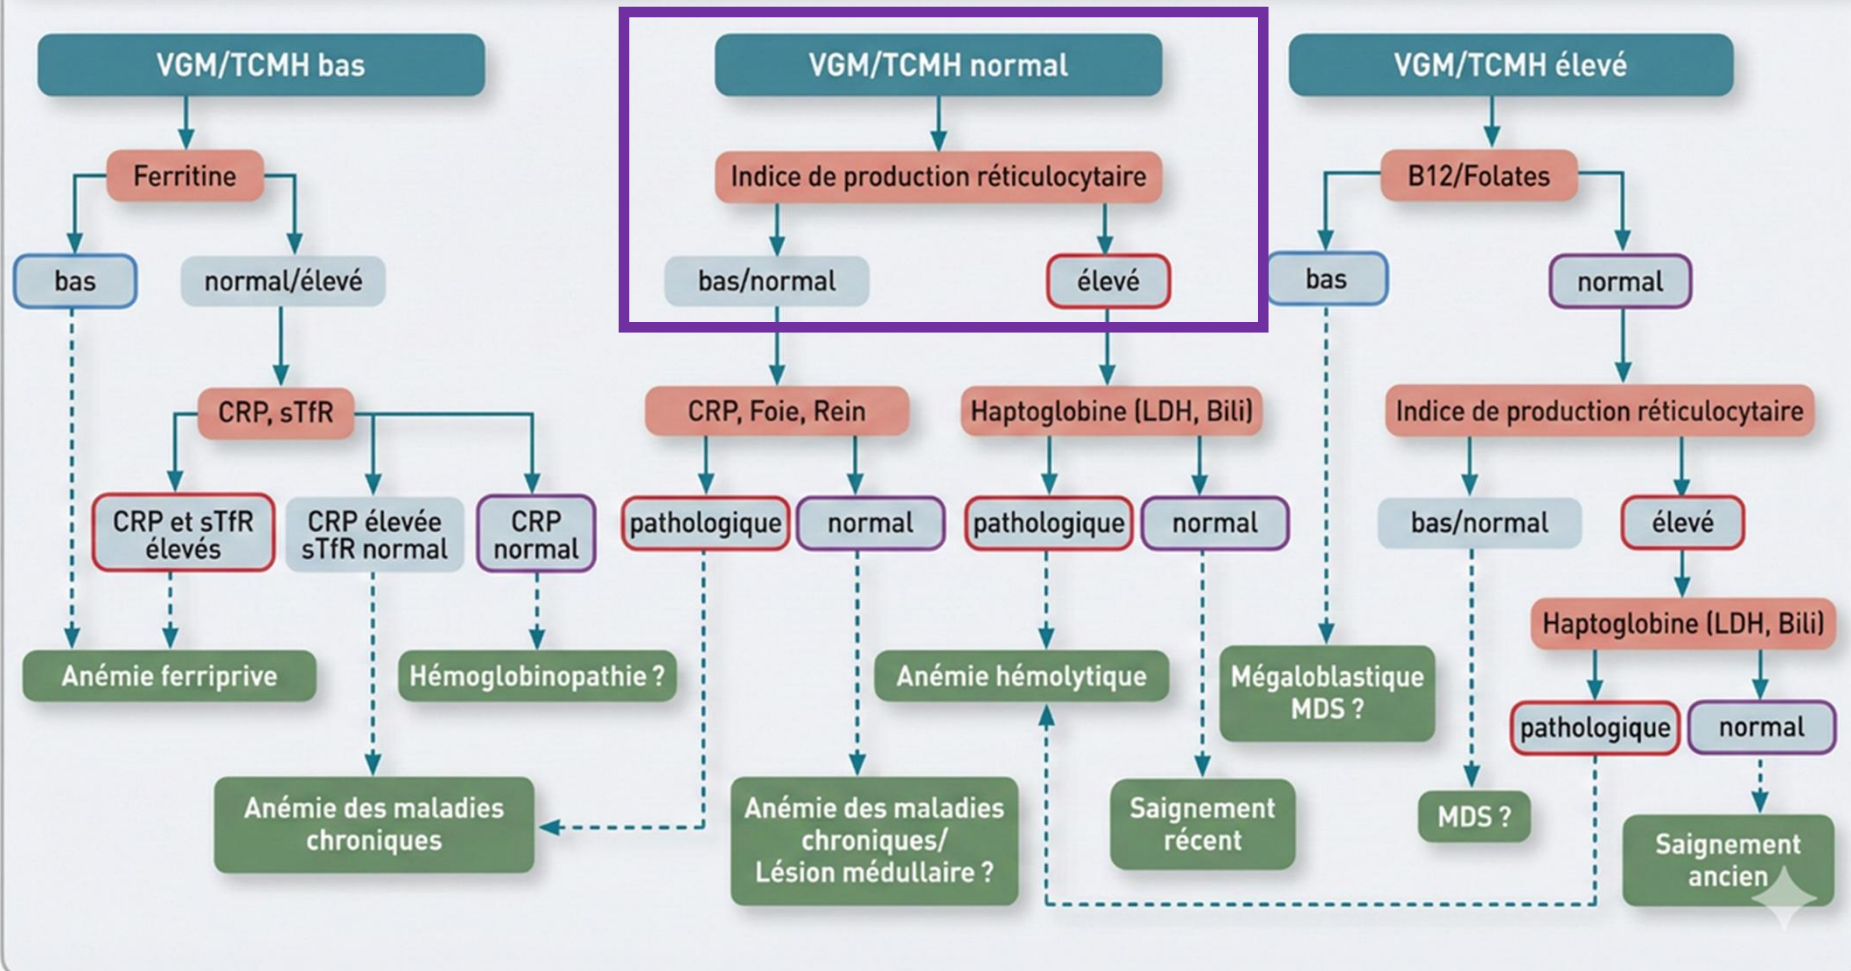 VGM/TCMH bas
VGM/TCMH normal
VGM/TCMH élevé
Ferritine
Indice de production réticulocytaire
B12/Folates
bas
normal/élevé
bas/normal
élevé
bas
normal
CRP, sTfR
CRP, Foie, Rein
Haptoglobine (LDH, Bili)
Indice de production réticulocytaire
CRP et sTfR
élevés
CRP élevée
sTfR normal
CRP
normal
pathologique
normal
pathologique
normal
bas/normal
élevé
Haptoglobine (LDH, Bili)
Anémie ferriprive
Hémoglobinopathie ?
Anémie hémolytique
Mégaloblastique
MDS ?
pathologique
normal
Anémie des maladies
chroniques
Anémie des maladies
chroniques/
Lésion médullaire ?
Saignement
récent
MDS ?
Saignement
ancien